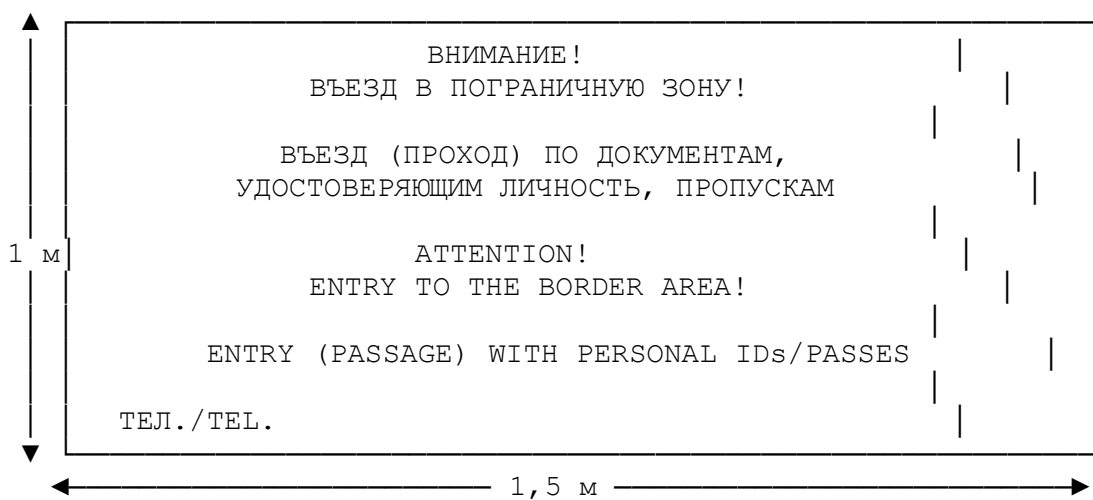 ВНИМАНИЕ!
ВЪЕЗД В ПОГРАНИЧНУЮ ЗОНУ!
ВЪЕЗД (ПРОХОД) ПО ДОКУМЕНТАМ,
УДОСТОВЕРЯЮЩИМ ЛИЧНОСТЬ, ПРОПУСКАМ
1 м
ATTENTION!
ENTRY TO THE BORDER AREA!
ENTRY (PASSAGE) WITH PERSONAL IDs/PASSES
ТЕЛ./TEL.
1,5 м